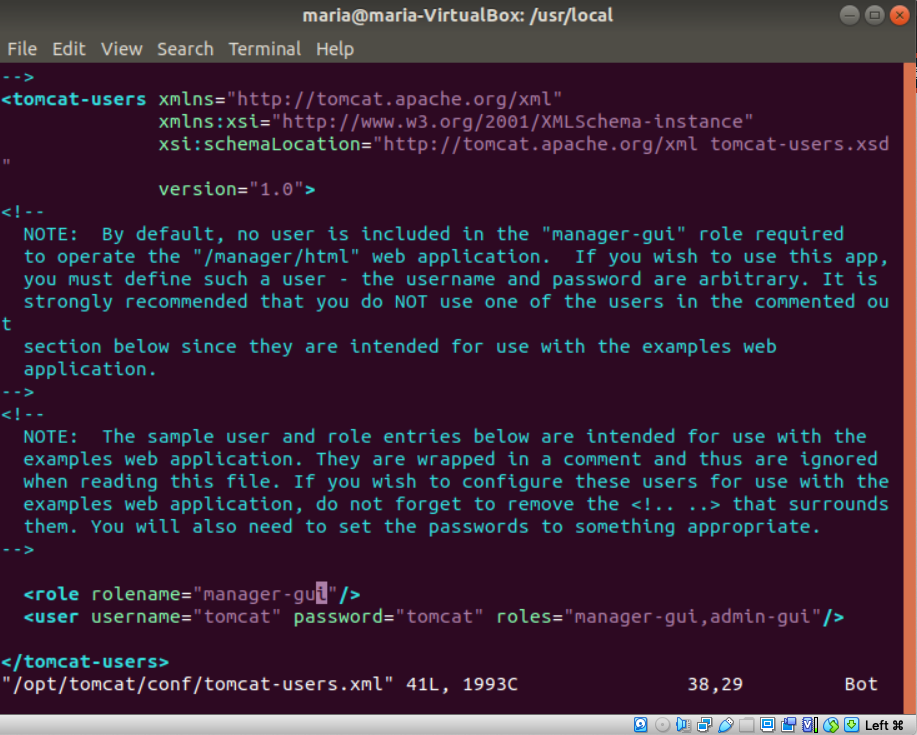 maria@maria-VirtualBox: /usr/local
File Edit View Search Terminal Help
-->
<tomcat-users xmlns="http://tomcat.apache.org/xml"
              xmlns:xsi="http://www.w3.org/2001/XMLSchema-instance"
              xsi:schemaLocation="http://tomcat.apache.org/xml tomcat-users.xsd
"
              version="1.0">
<!--
  NOTE:  By default, no user is included in the "manager-gui" role required
  to operate the "/manager/html" web application.  If you wish to use this app,
  you must define such a user - the username and password are arbitrary. It is
  strongly recommended that you do NOT use one of the users in the commented ou
t
  section below since they are intended for use with the examples web
  application.
-->
<!--
  NOTE:  The sample user and role entries below are intended for use with the
  examples web application. They are wrapped in a comment and thus are ignored
  when reading this file. If you wish to configure these users for use with the
  examples web application, do not forget to remove the <!.. ..> that surrounds
  them. You will also need to set the passwords to something appropriate.
-->
  <role rolename="manager-gui"/>
  <user username="tomcat" password="tomcat" roles="manager-gui,admin-gui"/>
</tomcat-users>
"/opt/tomcat/conf/tomcat-users.xml" 41L, 1993C 38,29 Bot
Left ⌘